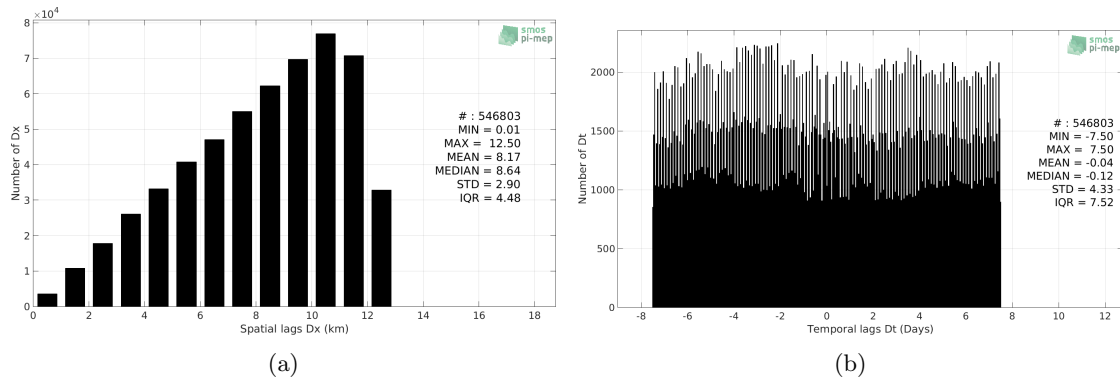 ×10⁴
8
7
6
5
4
3
2
1
0
Number of Dx
0 2 4 6 8 10 12 14 16 18
Spatial lags Dx (km)
smos
pi-mep
# : 546803
MIN = 0.01
MAX = 12.50
MEAN = 8.17
MEDIAN = 8.64
STD = 2.90
IQR = 4.48
(a)
2000
1500
1000
500
0
Number of Dt
-8 -6 -4 -2 0 2 4 6 8 10 12
Temporal lags Dt (Days)
smos
pi-mep
# : 546803
MIN = -7.50
MAX = 7.50
MEAN = -0.04
MEDIAN = -0.12
STD = 4.33
IQR = 7.52
(b)